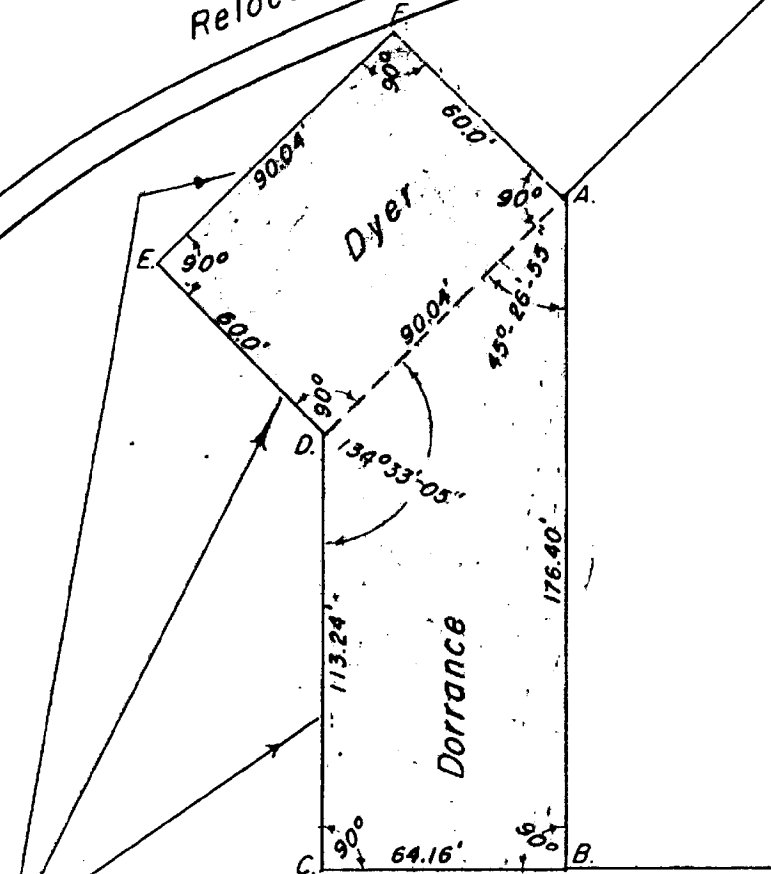 Reloc
F.
90°
60.0'
90.04'
90°
A.
Dyer
E.
90°
45°-26'-55"
90.04'
60.0'
90°
D.
134°33'-05"
176.40'
113.24'
Dorrance
90°
90°
64.16'
C.
B.